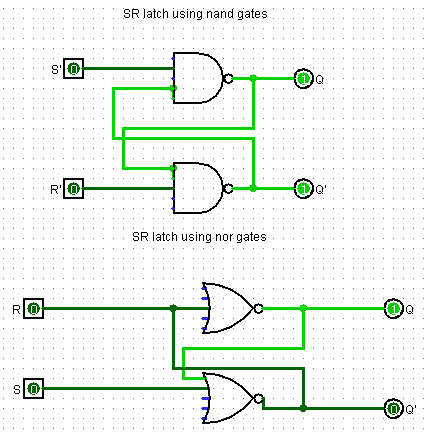 SR latch using nand gates
S' 0
1 Q
R' 0
1 Q'
SR latch using nor gates
R 0
1 Q
S 0
0 Q'